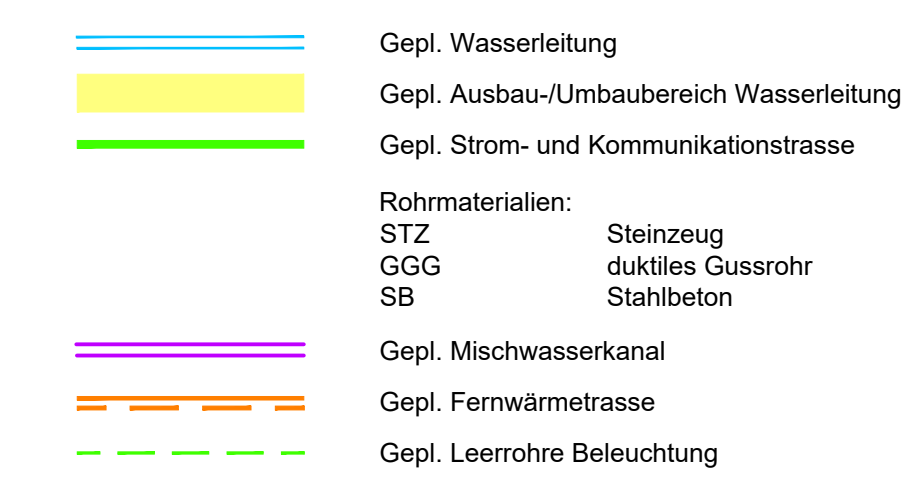 Gepl. Wasserleitung
Gepl. Ausbau-/Umbaubereich Wasserleitung
Gepl. Strom- und Kommunikationstrasse
Rohrmaterialien:
STZ Steinzeug
GGG duktiles Gussrohr
SB Stahlbeton
Gepl. Mischwasserkanal
Gepl. Fernwärmetrasse
Gepl. Leerrohre Beleuchtung